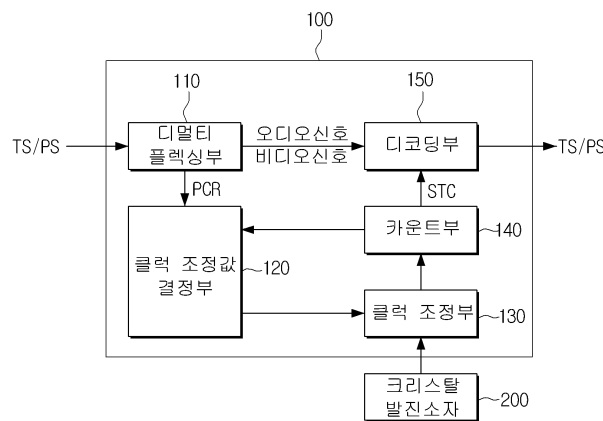 100
110
150
디멀티
플렉싱부
오디오신호
비디오신호
디코딩부
TS/PS
TS/PS
PCR
STC
카운트부
140
클럭 조정값
결정부
120
클럭 조정부
130
크리스탈
발진소자
200